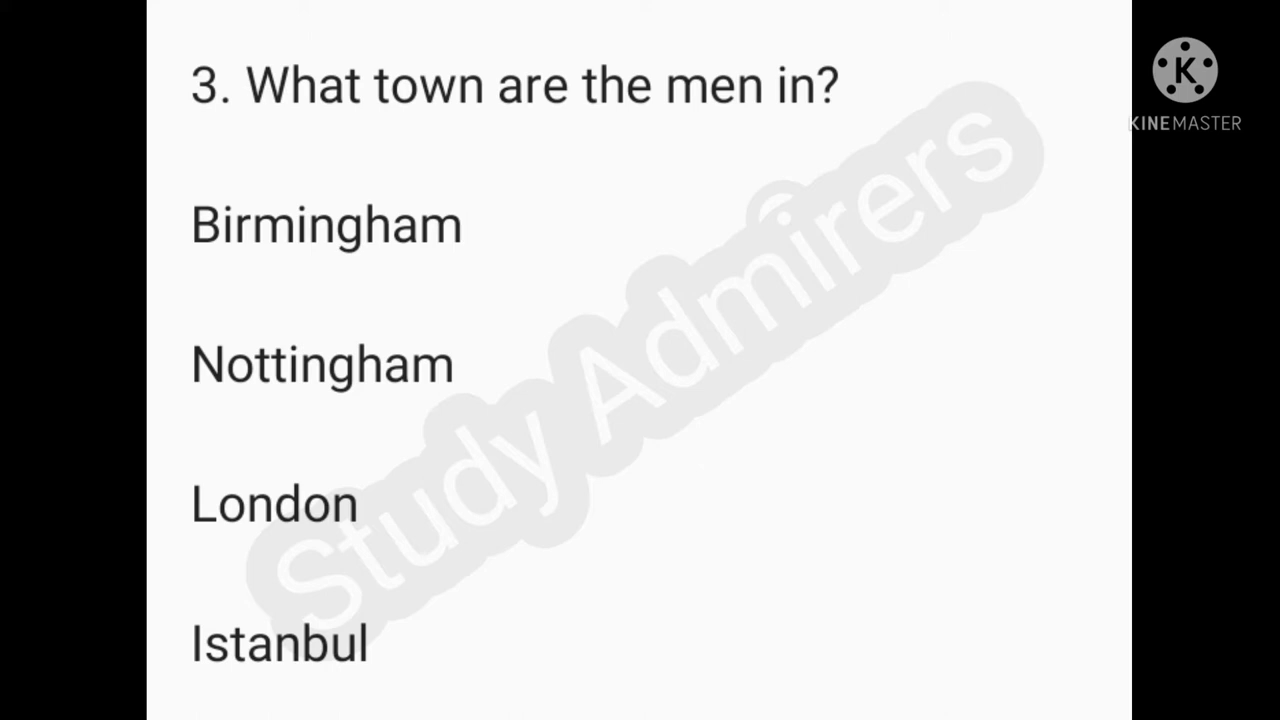 3. What town are the men in?
K
KINEMASTER
Birmingham
Nottingham
London
Istanbul
Study Admirers